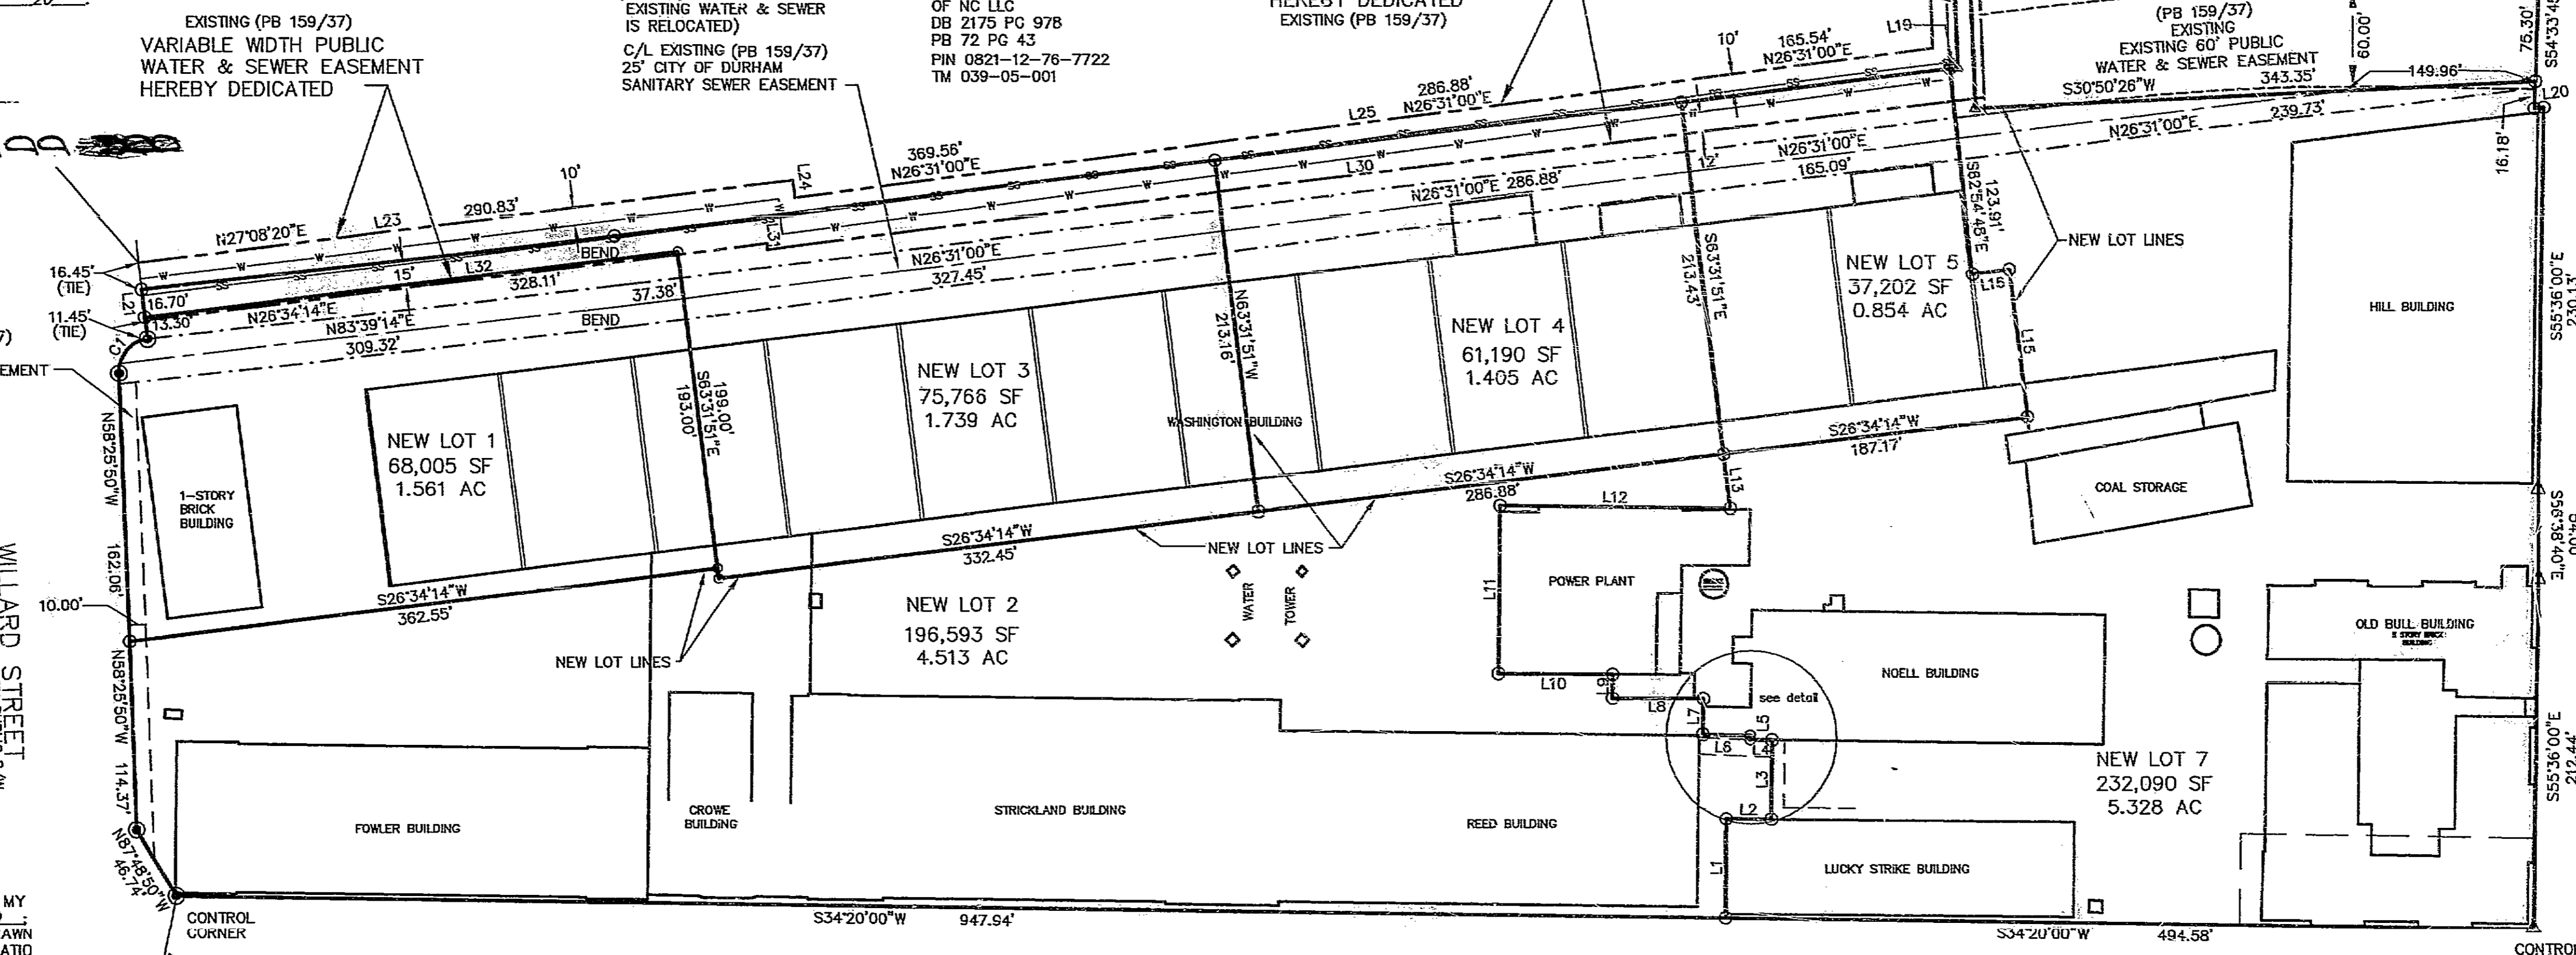 20
EXISTING (PB 159/37)
VARIABLE WIDTH PUBLIC
WATER & SEWER EASEMENT
HEREBY DEDICATED
EXISTING WATER & SEWER
IS RELOCATED)
C/L EXISTING (PB 159/37)
25' CITY OF DURHAM
SANITARY SEWER EASEMENT
OF NC LLC
DB 2175 PG 978
PB 72 PG 43
PIN 0821-12-76-7722
TM 039-05-001
HEREBY DEDICATED
EXISTING (PB 159/37)
(PB 159/37)
EXISTING
EXISTING 60' PUBLIC
WATER & SEWER EASEMENT
60.00'
75.30'
S54°33'45"
L19
10'
165.54'
N26°31'00"E
S30°50'26"W
343.35'
149.96'
L20
16.18'
286.88'
N26°31'00"E
L25
N26°31'00"E
239.73'
369.56'
N26°31'00"E
L24
L30
12'
N26°31'00"E
165.09'
N26°31'00"E 286.88'
10'
290.83'
N27°08'20"E
L23
L31
BEND
N26°31'00"E
327.45'
16.45'
(TIE)
L21
16.70'
15'
L32
328.11'
37.38'
11.45'
(TIE)
13.30'
N26°34'14"E
N83°39'14"E
BEND
309.32'
C1
7)
EMENT
S62°54'48"E
123.91'
NEW LOT LINES
L16
L15
S63°31'51"E
213.43'
N63°31'51"W
213.16'
S63°31'51"E
199.00'
193.00'
NEW LOT 5
37,202 SF
0.854 AC
NEW LOT 4
61,190 SF
1.405 AC
NEW LOT 3
75,766 SF
1.739 AC
WASHINGTON BUILDING
NEW LOT 1
68,005 SF
1.561 AC
1-STORY
BRICK
BUILDING
HILL BUILDING
S55°36'00"E
230.13'
N58°25'50"W
162.06'
S26°34'14"W
187.17'
S26°34'14"W
286.88'
S26°34'14"W
332.45'
S26°34'14"W
362.55'
L13
L12
L11
COAL STORAGE
S56°38'40"E
64.00'
NEW LOT LINES
POWER PLANT
WATER
TOWER
10.00'
NEW LOT 2
196,593 SF
4.513 AC
NEW LOT LINES
OLD BULL BUILDING
NOELL BUILDING
L10
L9
L8
L7
see detail
L5
L6
L4
L3
L2
L1
WILLARD STREET
N58°25'50"W
114.37'
N87°48'50"W
46.74'
FOWLER BUILDING
CROWE
BUILDING
STRICKLAND BUILDING
REED BUILDING
LUCKY STRIKE BUILDING
NEW LOT 7
232,090 SF
5.328 AC
S55°36'00"E
212.44'
MY
AWN
RATIO
CONTROL
CORNER
S34°20'00"W 947.94'
S34°20'00"W 494.58'
CONTROL